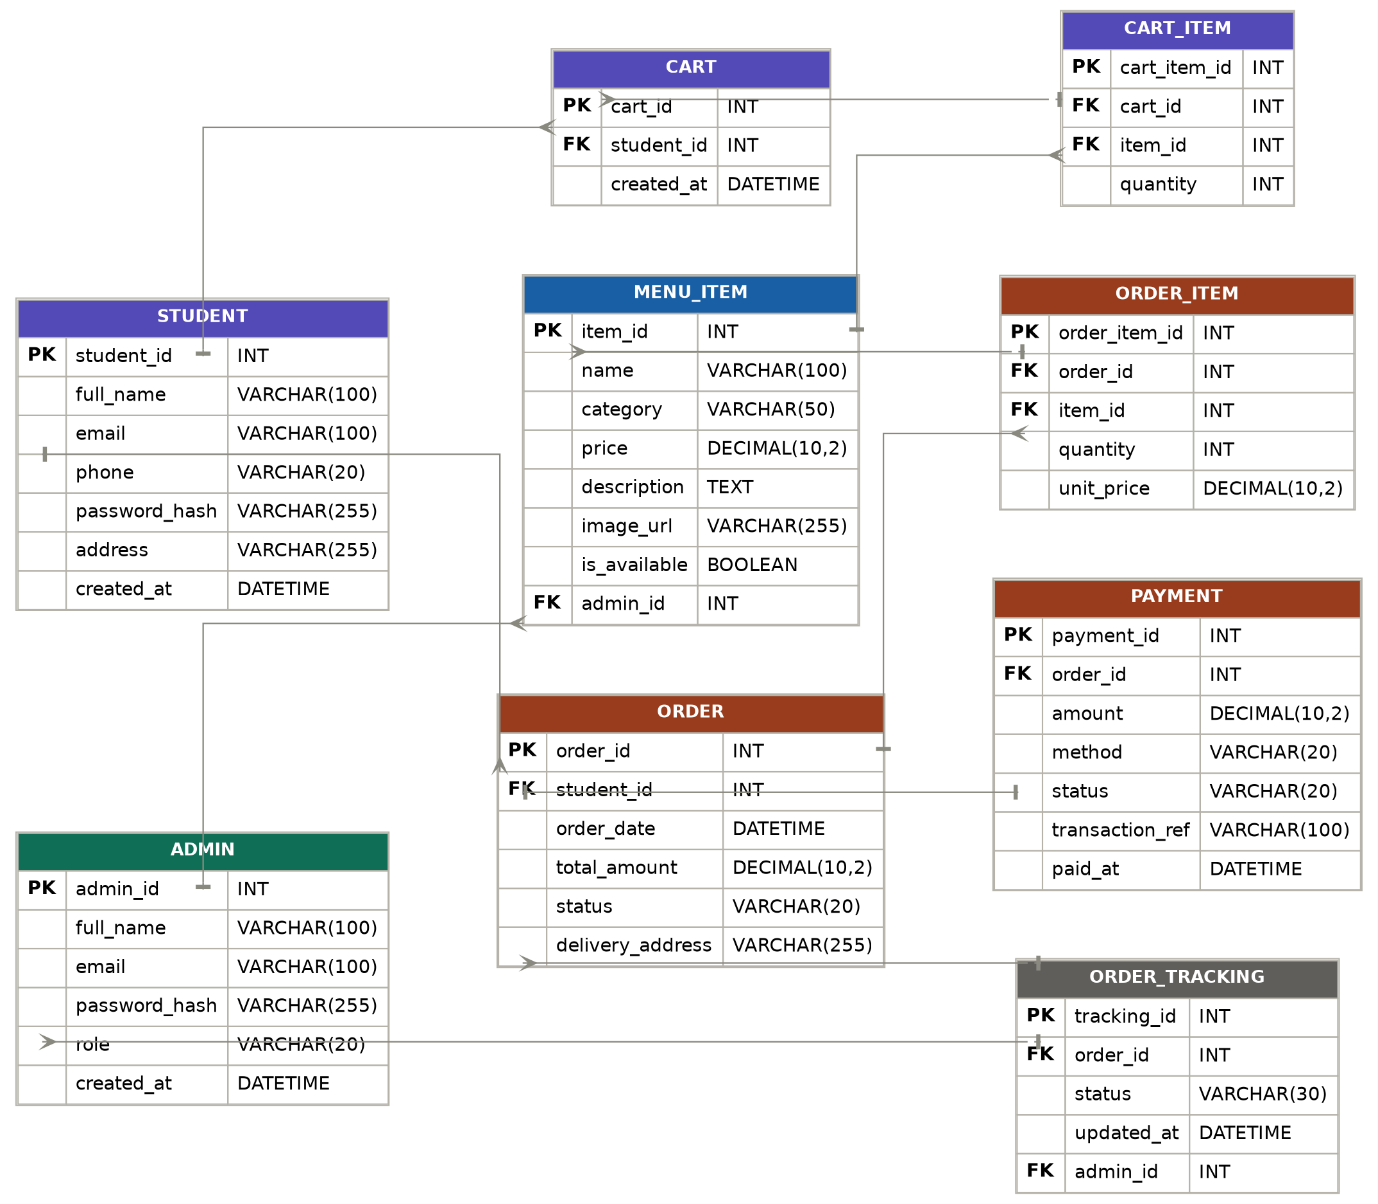 CART_ITEM
PK cart_item_id INT
FK cart_id INT
FK item_id INT
quantity INT
CART
PK cart_id INT
FK student_id INT
created_at DATETIME
STUDENT
PK student_id INT
full_name VARCHAR(100)
email VARCHAR(100)
phone VARCHAR(20)
password_hash VARCHAR(255)
address VARCHAR(255)
created_at DATETIME
MENU_ITEM
PK item_id INT
name VARCHAR(100)
category VARCHAR(50)
price DECIMAL(10,2)
description TEXT
image_url VARCHAR(255)
is_available BOOLEAN
FK admin_id INT
ORDER_ITEM
PK order_item_id INT
FK order_id INT
FK item_id INT
quantity INT
unit_price DECIMAL(10,2)
PAYMENT
PK payment_id INT
FK order_id INT
amount DECIMAL(10,2)
method VARCHAR(20)
status VARCHAR(20)
transaction_ref VARCHAR(100)
paid_at DATETIME
ORDER
PK order_id INT
FK student_id INT
order_date DATETIME
total_amount DECIMAL(10,2)
status VARCHAR(20)
delivery_address VARCHAR(255)
ADMIN
PK admin_id INT
full_name VARCHAR(100)
email VARCHAR(100)
password_hash VARCHAR(255)
role VARCHAR(20)
created_at DATETIME
ORDER_TRACKING
PK tracking_id INT
FK order_id INT
status VARCHAR(30)
updated_at DATETIME
FK admin_id INT